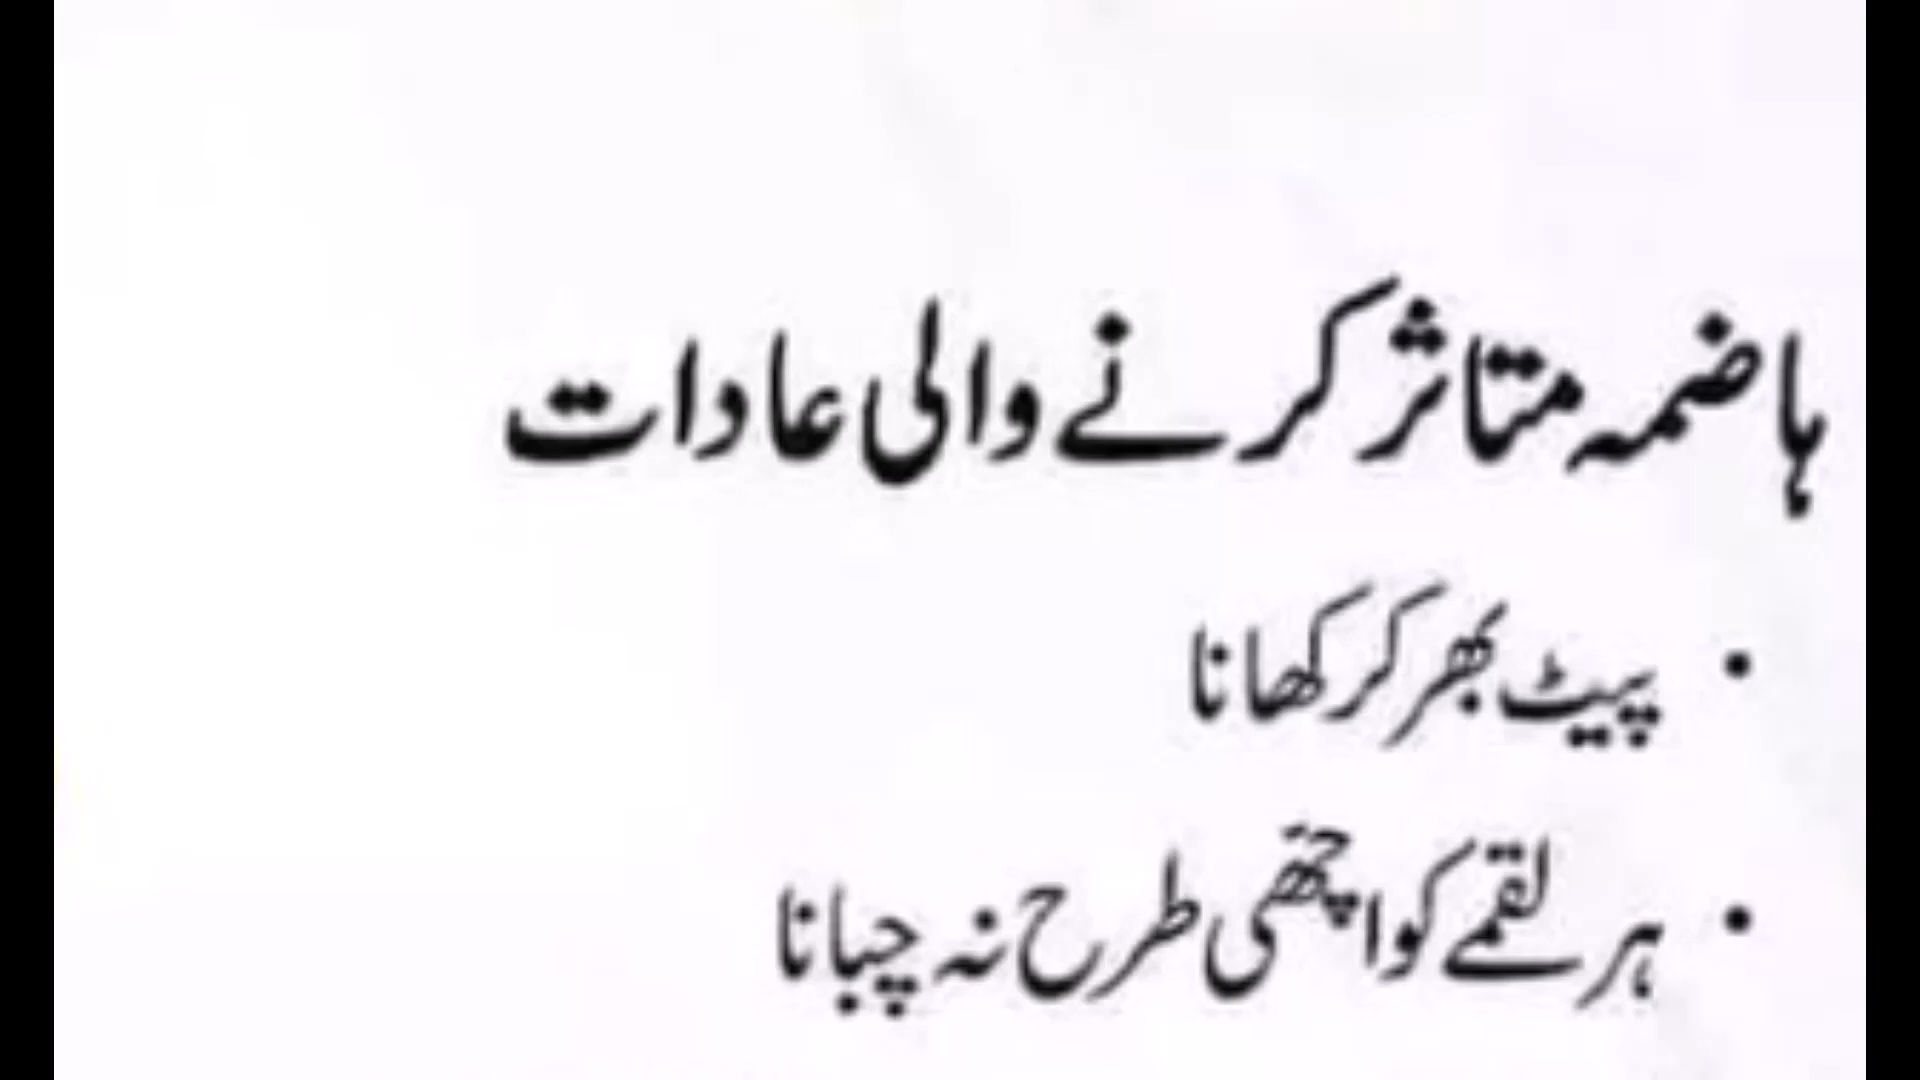 ہاضمہ متاثر کرنے والی عادات
• پیٹ بھر کر کھانا
• ہر لقمے کو اچھی طرح نہ چبانا